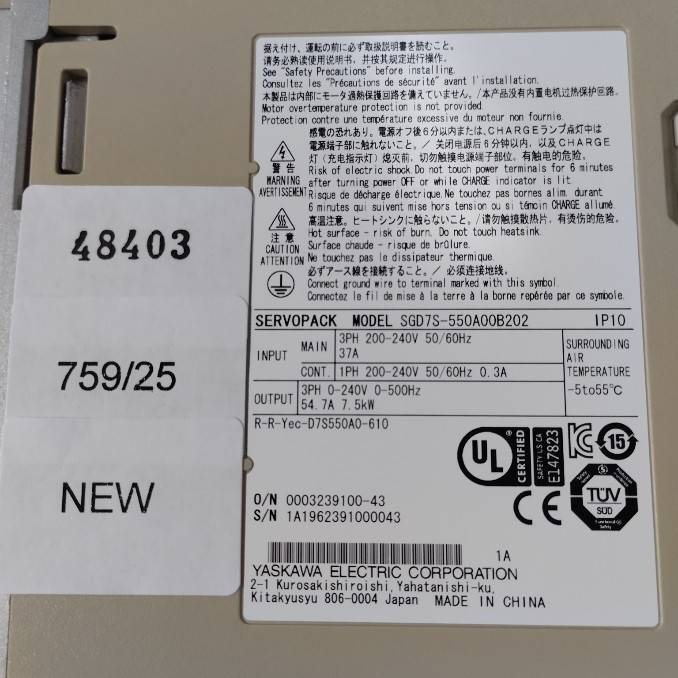 据え付け、運転の前に必ず取扱説明書を読むこと。
请务必熟读使用说明书，并按其规定进行操作。
See "Safety Precautions" before installing.
Consultez les "Précautions de sécurité" avant l'installation.
本製品は内部にモータ過熱保護回路を備えていません。/本产品没有内置电机过热保护回路.
Motor overtemperature protection is not provided.
Protection contre une température excessive du moteur non fournie.
感電の恐れあり。電源オフ後6分以内または、CHARGEランプ点灯中は
電源端子部に触れないこと。／ 关闭电源后 6 分钟以内，以及CHARGE
灯（充电指示灯）熄灭前，切勿触摸电源端子部位。有触电的危险。
警告
WARNING
AVERTISSEMENT
Risk of electric shock. Do not touch power terminals for 6 minutes
after turning power OFF or while CHARGE indicator is lit.
Risque de décharge électrique. Ne touchez pas bornes alim. durant
6 minutes qui suivent mise hors tension ou si témoin CHARGE allumé
高温注意。ヒートシンクに触らないこと。/请勿触摸散热片，有烫伤的危险。
注意
CAUTION
ATTENTION
Hot surface - risk of burn. Do not touch heatsink.
Surface chaude - risque de brûlure.
Ne touchez pas le dissipateur thermique.
必ずアース線を接続すること。／ 必须连接地线。
Connect ground wire to terminal marked with this symbol.
Connectez le fil de mise à la terre à la borne repérée par ce symbole.
SERVOPACK MODEL SGD7S-550A00B202 IP10
INPUT
MAIN 3PH 200-240V 50/60Hz
37A
CONT. 1PH 200-240V 50/60Hz 0.3A
OUTPUT 3PH 0-240V 0-500Hz
54.7A 7.5kW
SURROUNDING
AIR
TEMPERATURE
-5to55℃
R-R-Yec-D7S550A0-610
UL ® CERTIFIED
SAFETY US CA
E147823
15
CE
TÜV
SÜD
Functional Safety
O/N 0003239100-43
S/N 1A1962391000043
1A
YASKAWA ELECTRIC CORPORATION
2-1 Kurosakishiroishi, Yahatanishi-ku,
Kitakyusyu 806-0004 Japan MADE IN CHINA
48403
759/25
NEW